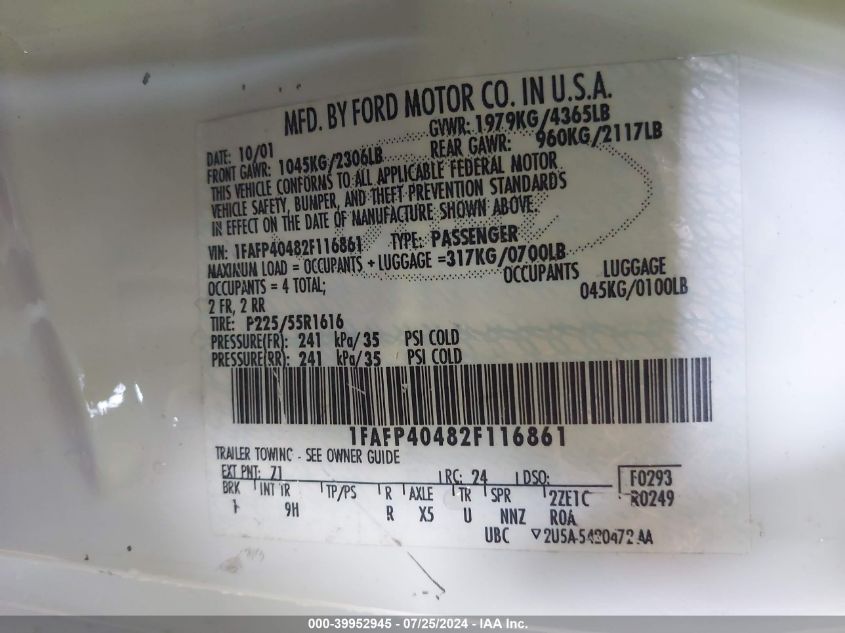 MFD. BY FORD MOTOR CO. IN U.S.A.
DATE: 10/01 GVWR: 1979KG/4365LB
FRONT GAWR: 1045KG/2306LB REAR GAWR: 960KG/2117LB
THIS VEHICLE CONFORMS TO ALL APPLICABLE FEDERAL MOTOR
VEHICLE SAFETY, BUMPER, AND THEFT PREVENTION STANDARDS
IN EFFECT ON THE DATE OF MANUFACTURE SHOWN ABOVE.
VIN: 1FAFP40482F116861 TYPE: PASSENGER
MAXIMUM LOAD = OCCUPANTS + LUGGAGE =317KG/0700LB
OCCUPANTS = 4 TOTAL; OCCUPANTS LUGGAGE
2 FR, 2 RR 045KG/0100LB
TIRE: P225/55R1616
PRESSURE(FR): 241 kPa/35 PSI COLD
PRESSURE(RR): 241 kPa/35 PSI COLD
1FAFP40482F116861
TRAILER TOWING - SEE OWNER GUIDE
EXT PNT: Z1 RC: 24 DSO: F0293
BRK INT TR TP/PS R AXLE TR SPR 2ZE1C R0249
9H R X5 U NNZ ROA
UBC 2U5A-5420472-AA
000-39952945 - 07/25/2024 - IAA Inc.